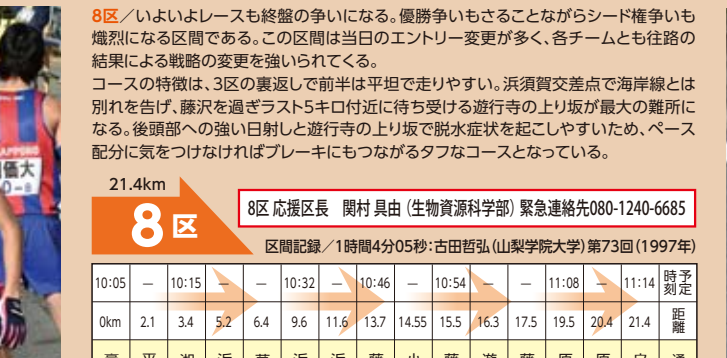 8区／いよいよレースも終盤の争いになる。優勝争いもさることながらシード権争いも
熾烈になる区間である。この区間は当日のエントリー変更が多く、各チームとも往路の
結果による戦略の変更を強いられてくる。
コースの特徴は、3区の裏返しで前半は平坦で走りやすい。浜須賀交差点で海岸線とは
別れを告げ、藤沢を過ぎラスト5キロ付近に待ち受ける遊行寺の上り坂が最大の難所に
なる。後頭部への強い日射しと遊行寺の上り坂で脱水症状を起こしやすいため、ペース
配分に気をつけなければブレーキにもつながるタフなコースとなっている。
21.4km
8区
8区 応援区長　関村 具由（生物資源科学部）緊急連絡先080-1240-6685
区間記録／1時間4分05秒：古田哲弘（山梨学院大学）第73回（1997年）
10:05 － 10:15 － － 10:32 － 10:46 － 10:54 － － 11:08 － 11:14 予定時刻
0km 2.1 3.4 5.2 6.4 9.6 11.6 13.7 14.55 15.5 16.3 17.5 19.5 20.4 21.4 距離
価大